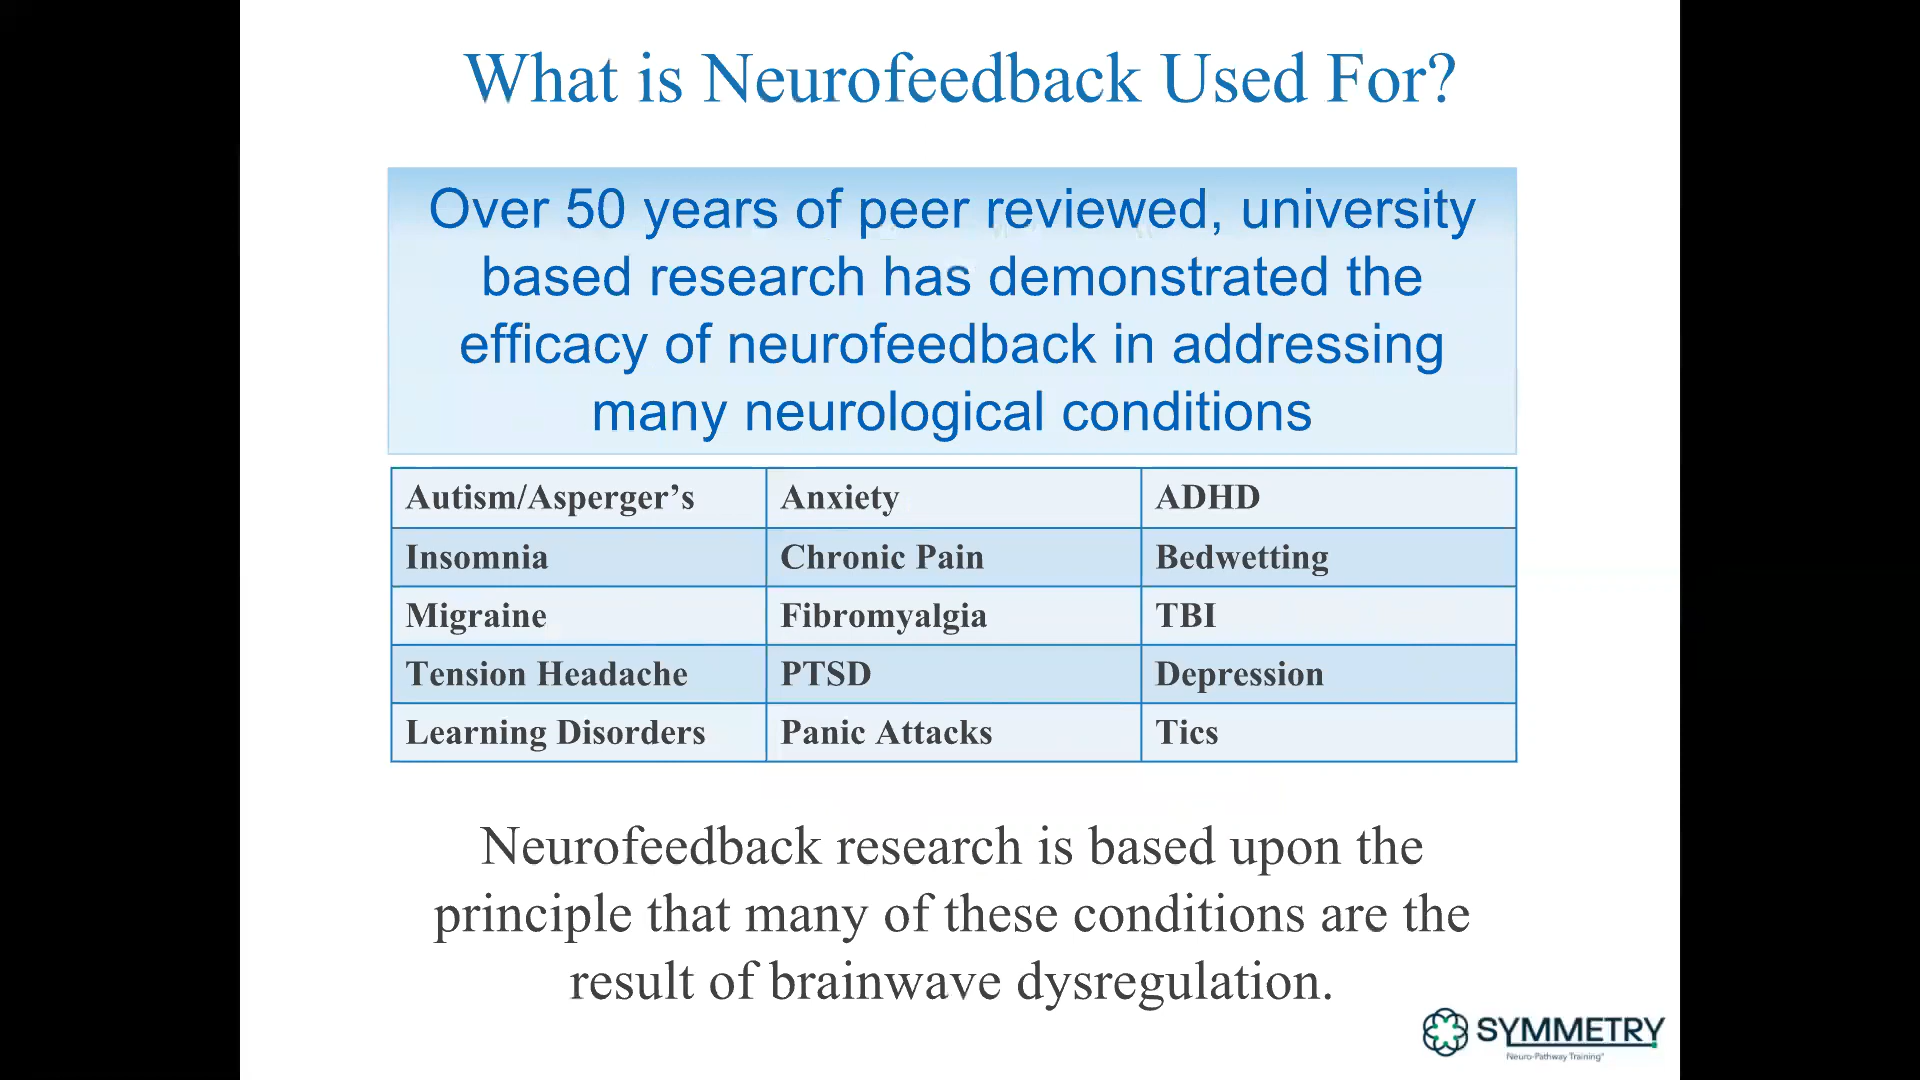 What is Neurofeedback Used For?
Over 50 years of peer reviewed, university
based research has demonstrated the
efficacy of neurofeedback in addressing
many neurological conditions
Autism/Asperger’s Anxiety ADHD
Insomnia Chronic Pain Bedwetting
Migraine Fibromyalgia TBI
Tension Headache PTSD Depression
Learning Disorders Panic Attacks Tics
Neurofeedback research is based upon the
principle that many of these conditions are the
result of brainwave dysregulation.
SYMMETRY
Neuro-Pathway Training